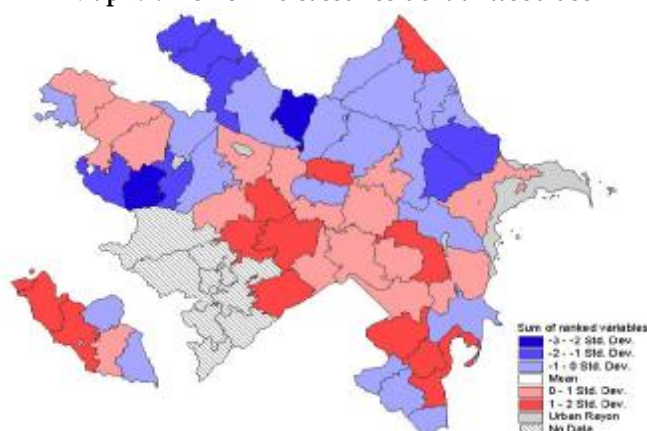 Sum of ranked variables
-3 - -2 Std. Dev.
-2 - -1 Std. Dev.
-1 - 0 Std. Dev.
Mean
0 - 1 Std. Dev.
1 - 2 Std. Dev.
Urban Rayon
No Data